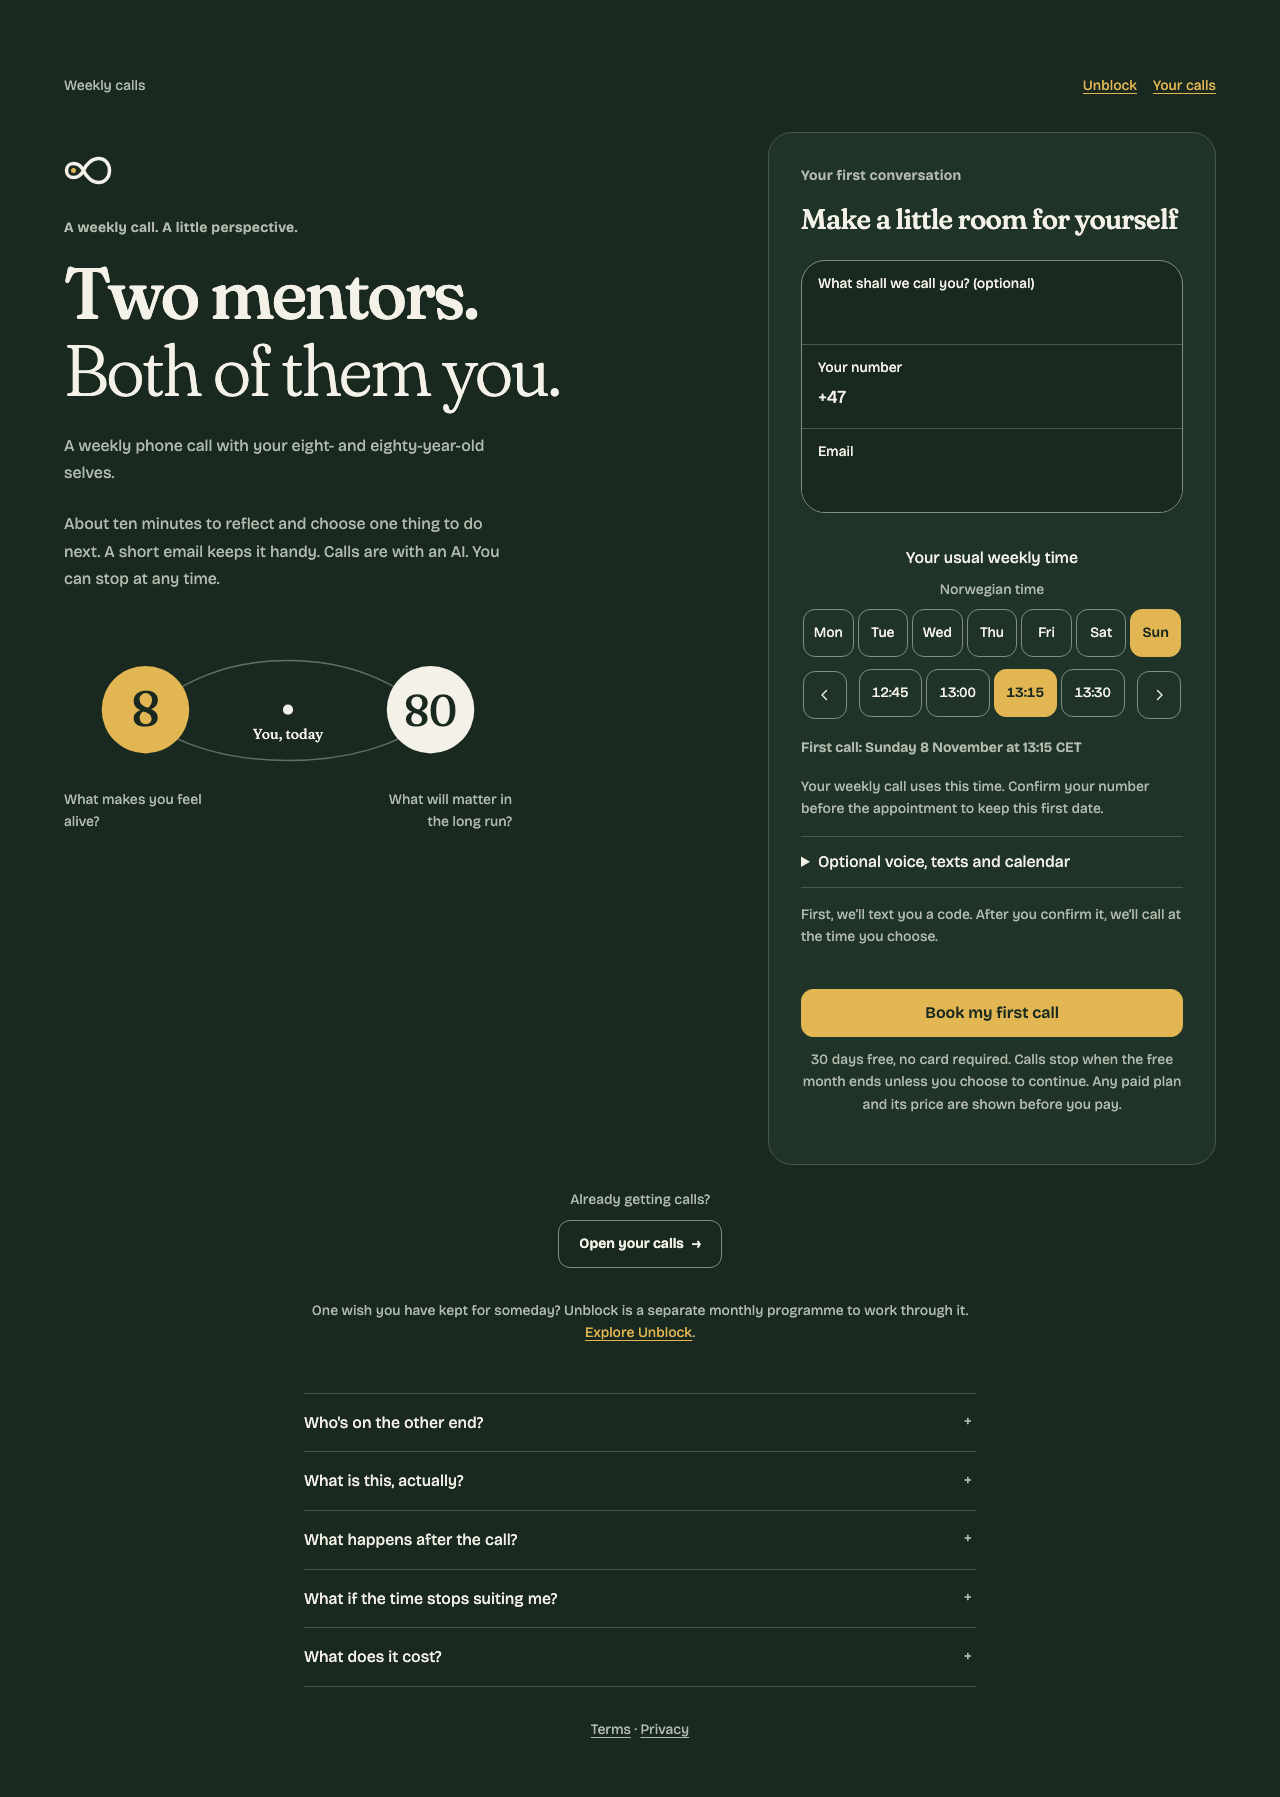 Weekly calls
Unblock
Your calls
A weekly call. A little perspective.
Two mentors.
Both of them you.
A weekly phone call with your eight- and eighty-year-old
selves.
About ten minutes to reflect and choose one thing to do
next. A short email keeps it handy. Calls are with an AI. You
can stop at any time.
8
You, today
80
What makes you feel
alive?
What will matter in
the long run?
Your first conversation
Make a little room for yourself
What shall we call you? (optional)
Your number
+47
Email
Your usual weekly time
Norwegian time
Mon
Tue
Wed
Thu
Fri
Sat
Sun
12:45
13:00
13:15
13:30
First call: Sunday 8 November at 13:15 CET
Your weekly call uses this time. Confirm your number
before the appointment to keep this first date.
Optional voice, texts and calendar
First, we'll text you a code. After you confirm it, we'll call at
the time you choose.
Book my first call
30 days free, no card required. Calls stop when the free
month ends unless you choose to continue. Any paid plan
and its price are shown before you pay.
Already getting calls?
Open your calls →
One wish you have kept for someday? Unblock is a separate monthly programme to work through it.
Explore Unblock.
Who's on the other end? +
What is this, actually? +
What happens after the call? +
What if the time stops suiting me? +
What does it cost? +
Terms · Privacy